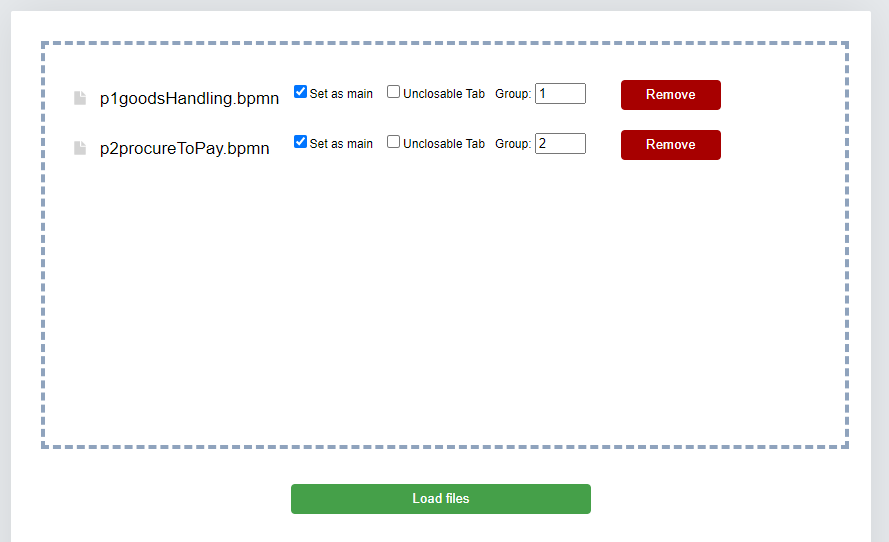 p1goodsHandling.bpmn Set as main Unclosable Tab Group: 1 Remove
p2procureToPay.bpmn Set as main Unclosable Tab Group: 2 Remove
Load files